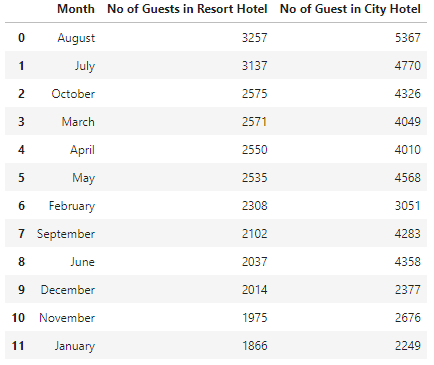 Month No of Guests in Resort Hotel No of Guest in City Hotel
0 August 3257 5367
1 July 3137 4770
2 October 2575 4326
3 March 2571 4049
4 April 2550 4010
5 May 2535 4568
6 February 2308 3051
7 September 2102 4283
8 June 2037 4358
9 December 2014 2377
10 November 1975 2676
11 January 1866 2249